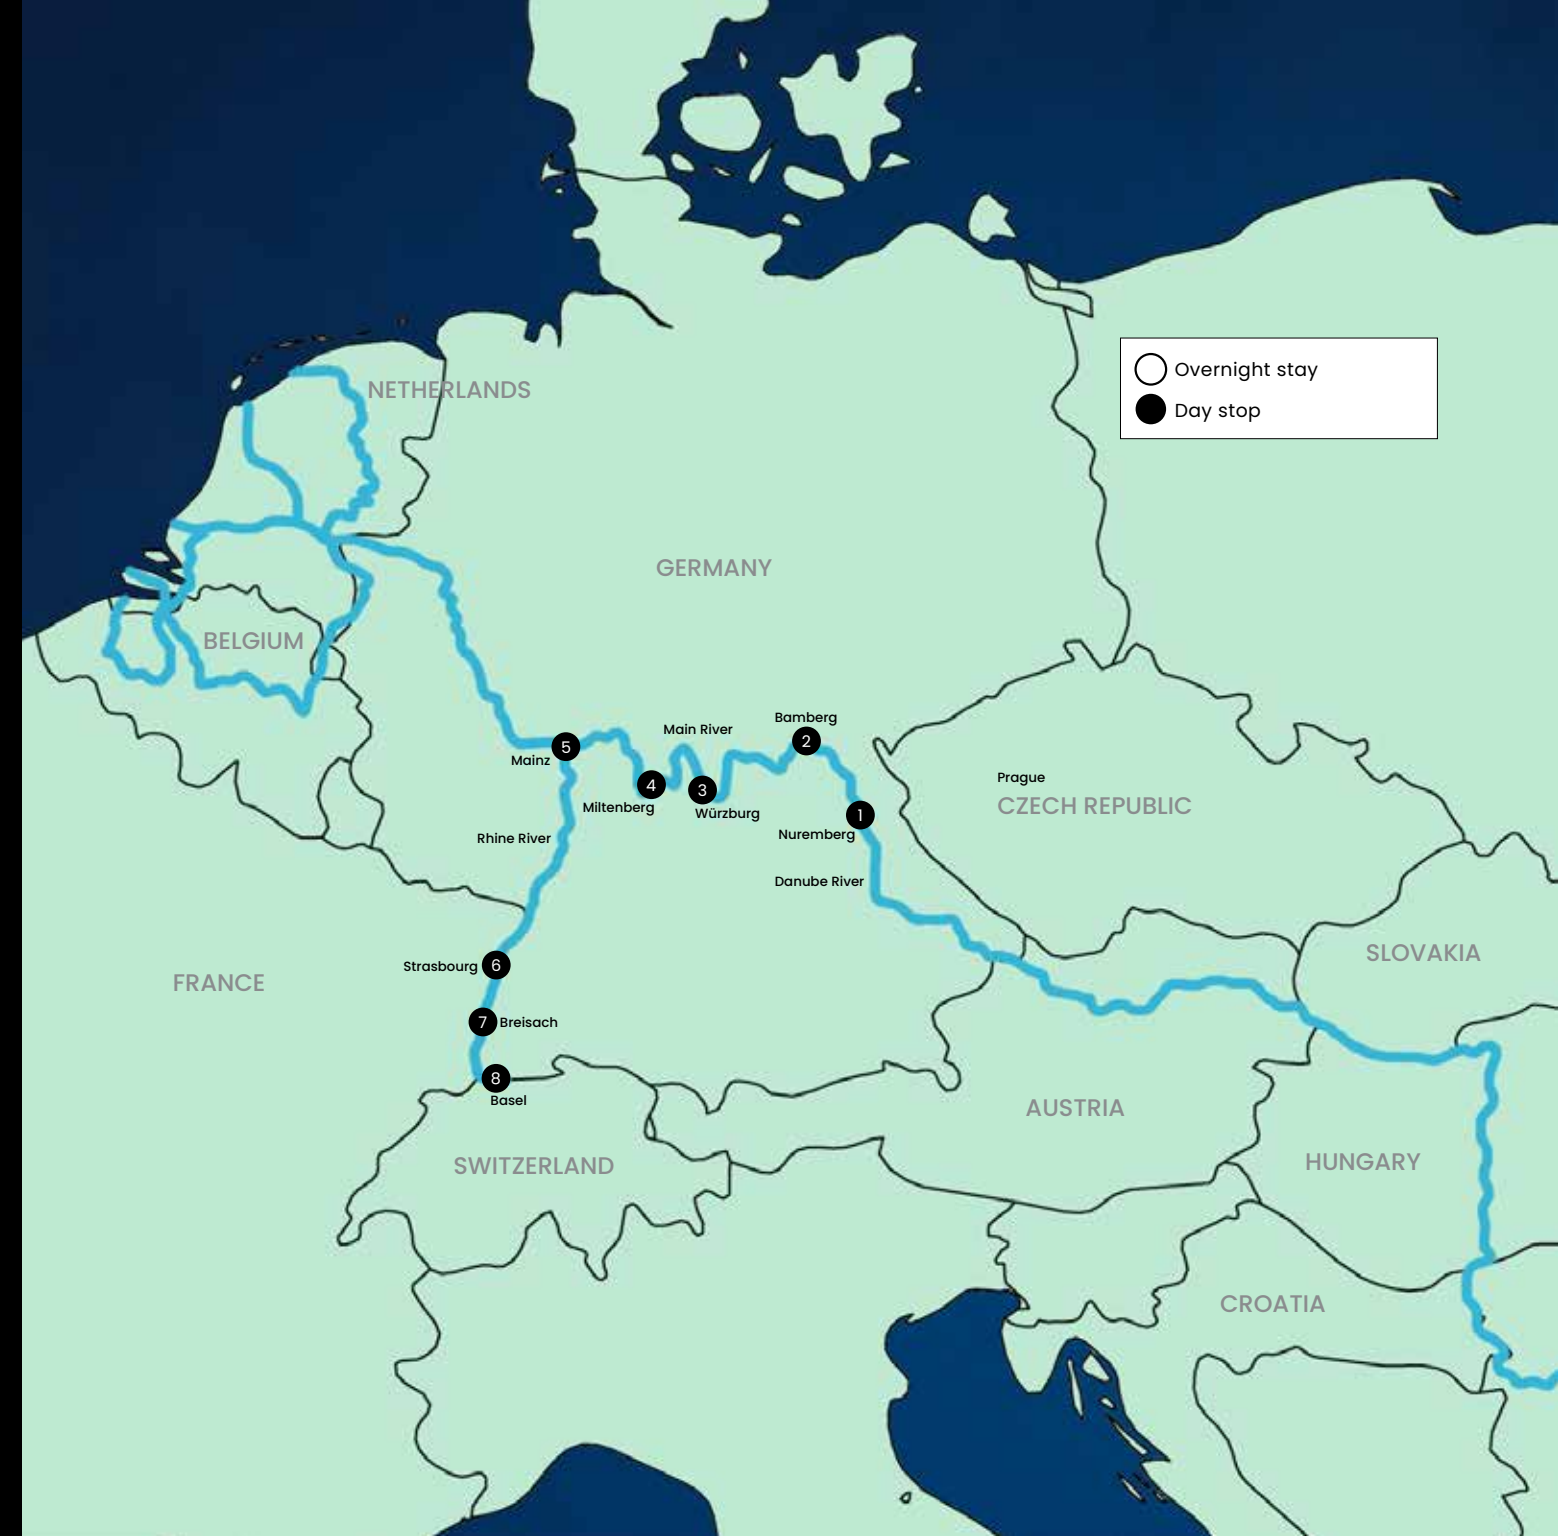 Overnight stay
Day stop
NETHERLANDS
GERMANY
BELGIUM
Bamberg
2
Main River
5
Mainz
4
Miltenberg
3
Würzburg
Prague
CZECH REPUBLIC
1
Nuremberg
Rhine River
Danube River
SLOVAKIA
Strasbourg 6
FRANCE
7 Breisach
8
Basel
AUSTRIA
SWITZERLAND
HUNGARY
CROATIA